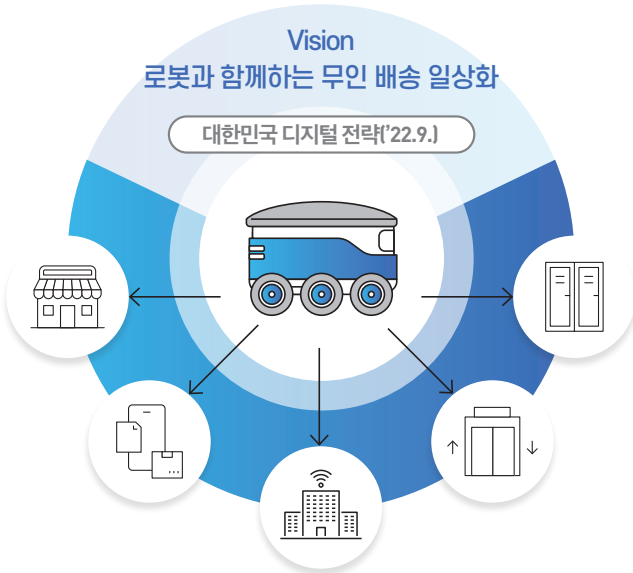 Vision
로봇과 함께하는 무인 배송 일상화
대한민국 디지털 전략('22.9.)